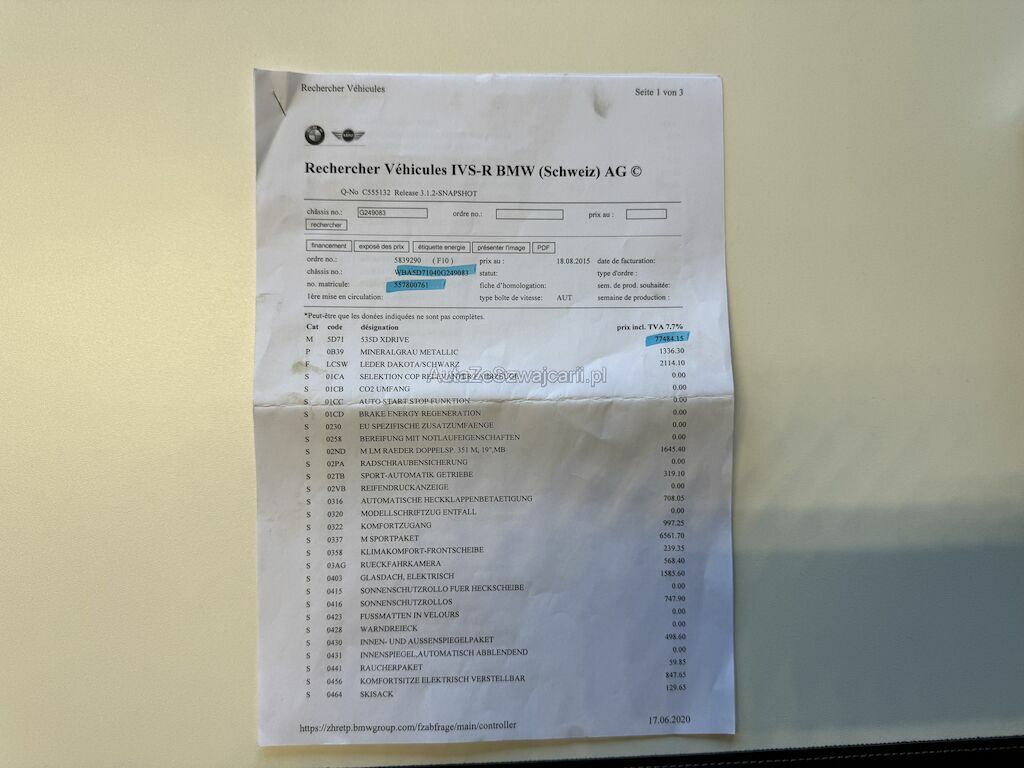 Rechercher Véhicules Seite 1 von 3
MINI
Rechercher Véhicules IVS-R BMW (Schweiz) AG ©
Q-No C555132 Release 3.1.2-SNAPSHOT
châssis no.: G249083 ordre no.: prix au :
rechercher
financement exposé des prix étiquette energie présenter l'image PDF
ordre no.: 5839290 ( F10 ) prix au : 18.08.2015 date de facturation:
châssis no.: WBA5D71040G249083 statut: type d'ordre :
no. matricule: 557800761 fiche d'homologation: sem. de prod. souhaitée:
1ère mise en circulation: type boîte de vitesse: AUT semaine de production :
*Peut-être que les donées indiquées ne sont pas complètes.
Cat code désignation prix incl. TVA 7.7%
M 5D71 535D XDRIVE 77484.15
P 0B39 MINERALGRAU METALLIC 1336.30
F LCSW LEDER DAKOTA/SCHWARZ 2114.10
AutaZeSzwajcarii.pl
S 01CA SELEKTION COP RELEVANTER FAHRZEUGE 0.00
S 01CB CO2 UMFANG 0.00
S 01CC AUTO START STOP FUNKTION 0.00
S 01CD BRAKE ENERGY REGENERATION 0.00
S 0230 EU SPEZIFISCHE ZUSATZUMFAENGE 0.00
S 0258 BEREIFUNG MIT NOTLAUFEIGENSCHAFTEN 0.00
S 02ND M LM RAEDER DOPPELSP. 351 M, 19",MB 1645.40
S 02PA RADSCHRAUBENSICHERUNG 0.00
S 02TB SPORT-AUTOMATIK GETRIEBE 319.10
S 02VB REIFENDRUCKANZEIGE 0.00
S 0316 AUTOMATISCHE HECKKLAPPENBETAETIGUNG 708.05
S 0320 MODELLSCHRIFTZUG ENTFALL 0.00
S 0322 KOMFORTZUGANG 997.25
S 0337 M SPORTPAKET 6561.70
S 0358 KLIMAKOMFORT-FRONTSCHEIBE 239.35
S 03AG RUECKFAHRKAMERA 568.40
S 0403 GLASDACH, ELEKTRISCH 1585.60
S 0415 SONNENSCHUTZROLLO FUER HECKSCHEIBE 0.00
S 0416 SONNENSCHUTZROLLOS 747.90
S 0423 FUSSMATTEN IN VELOURS 0.00
S 0428 WARNDREIECK 0.00
S 0430 INNEN- UND AUSSENSPIEGELPAKET 498.60
S 0431 INNENSPIEGEL,AUTOMATISCH ABBLENDEND 0.00
S 0441 RAUCHERPAKET 59.85
S 0456 KOMFORTSITZE ELEKTRISCH VERSTELLBAR 847.65
S 0464 SKISACK 129.65
https://zhretp.bmwgroup.com/fzabfrage/main/controller 17.06.2020